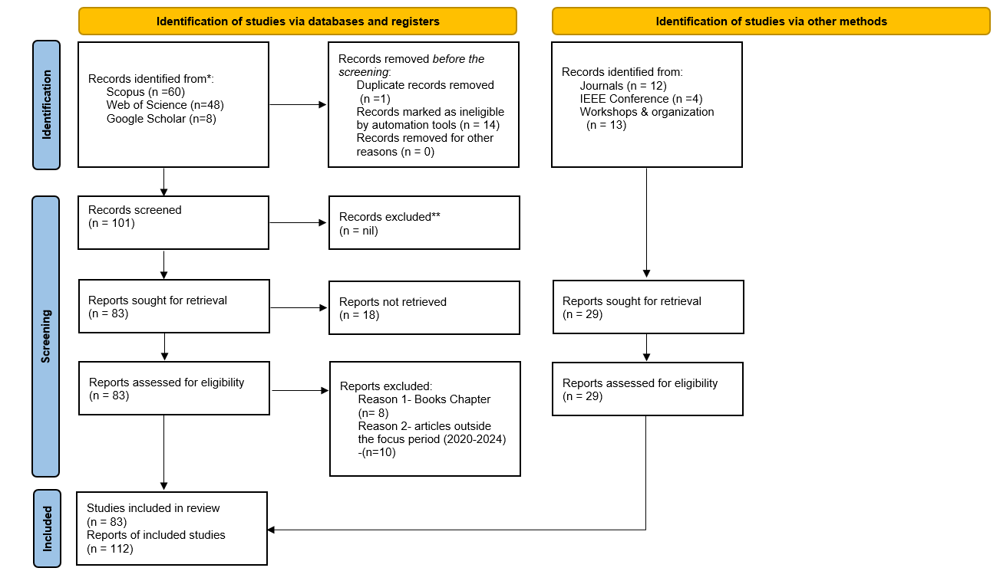 Identification of studies via databases and registers
Identification of studies via other methods
Identification
Records identified from*:
Scopus (n =60)
Web of Science (n=48)
Google Scholar (n=8)
Records removed before the
screening:
Duplicate records removed
(n =1)
Records marked as ineligible
by automation tools (n = 14)
Records removed for other
reasons (n = 0)
Records identified from:
Journals (n = 12)
IEEE Conference (n =4)
Workshops & organization
(n = 13)
Screening
Records screened
(n = 101)
Records excluded**
(n = nil)
Reports sought for retrieval
(n = 83)
Reports not retrieved
(n = 18)
Reports sought for retrieval
(n = 29)
Reports assessed for eligibility
(n = 83)
Reports excluded:
Reason 1- Books Chapter
(n= 8)
Reason 2- articles outside
the focus period (2020-2024)
-(n=10)
Reports assessed for eligibility
(n = 29)
Included
Studies included in review
(n = 83)
Reports of included studies
(n = 112)